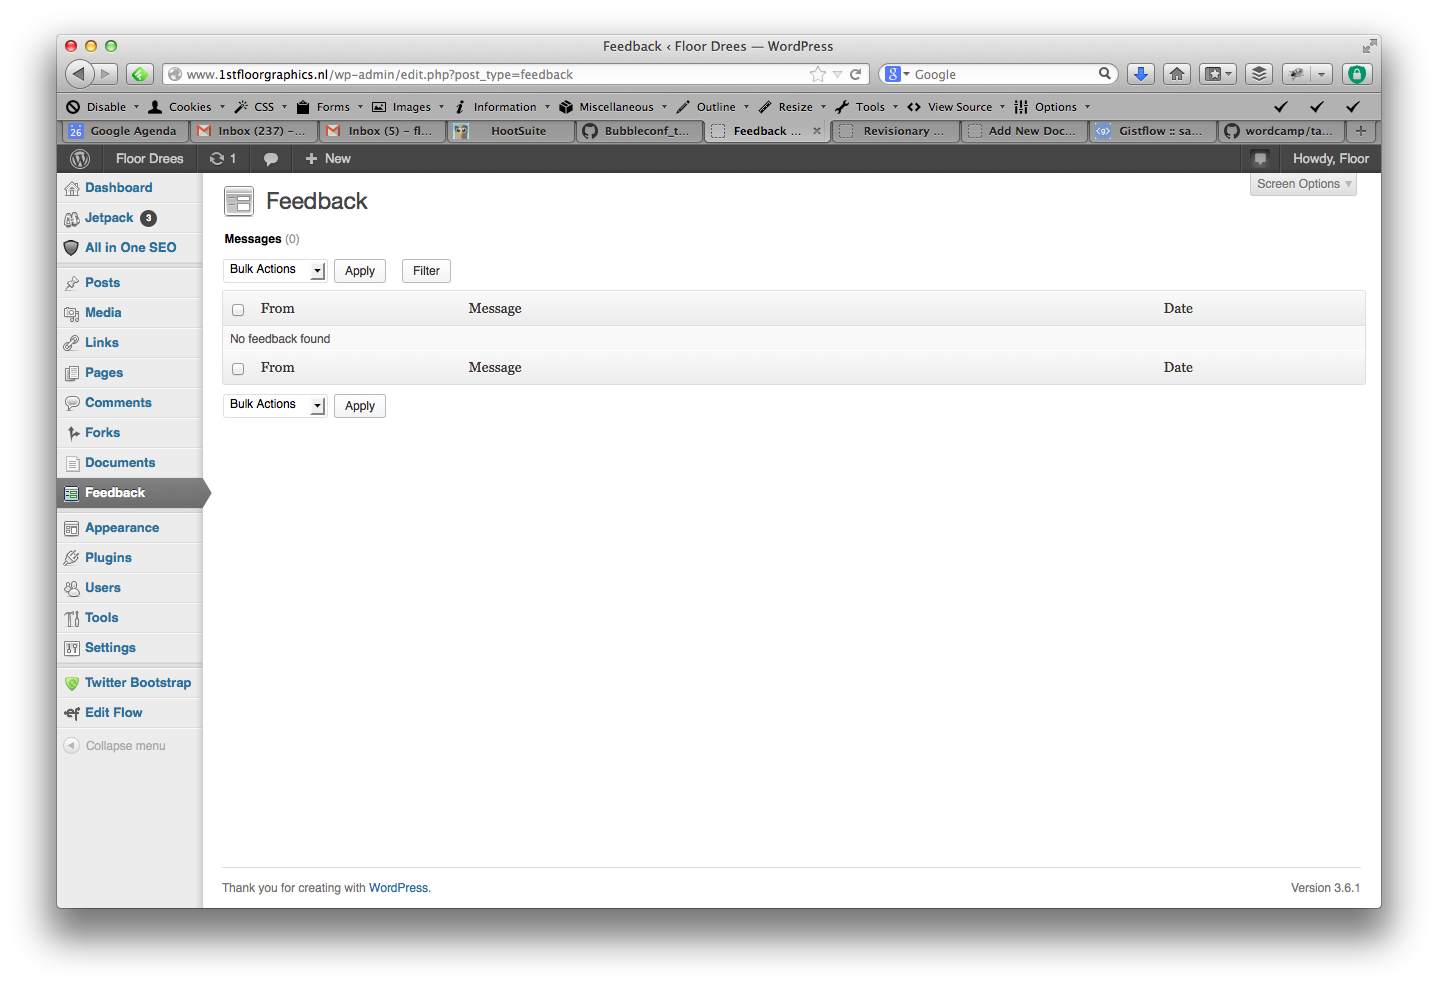 Feedback ‹ Floor Drees — WordPress
www.1stfloorgraphics.nl/wp-admin/edit.php?post_type=feedback
Google
Disable Cookies CSS Forms Images Information Miscellaneous Outline Resize Tools View Source Options
26 Google Agenda Inbox (237) –... Inbox (5) – fl... HootSuite Bubbleconf_t... Feedback ... Revisionary ... Add New Doc... Gistflow :: sa... wordcamp/ta...
Floor Drees 1 New Howdy, Floor
Screen Options
Dashboard
Jetpack 3
All in One SEO
Posts
Media
Links
Pages
Comments
Forks
Documents
Feedback
Appearance
Plugins
Users
Tools
Settings
Twitter Bootstrap
ef Edit Flow
Collapse menu
Feedback
Messages (0)
Bulk Actions Apply Filter
From Message Date
No feedback found
From Message Date
Bulk Actions Apply
Thank you for creating with WordPress. Version 3.6.1